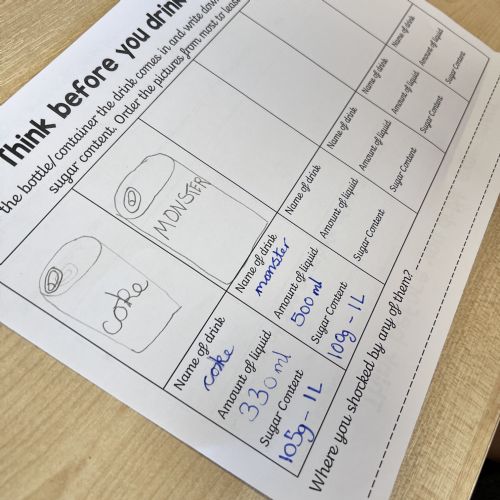 Think before you drink
the bottle/container the drink comes in and write down
sugar content. Order the pictures from most to least
coke
MONSTER
Name of drink
coke
Amount of liquid
330ml
Sugar Content
105g - 1L
Name of drink
monster
Amount of liquid
500ml
Sugar Content
109g - 1L
Name of drink
Amount of liquid
Sugar Content
Name of drink
Amount of liquid
Sugar Content
Name of drink
Amount of liquid
Sugar Content
Name of drink
Amount of liquid
Sugar Content
Where you shocked by any of them?